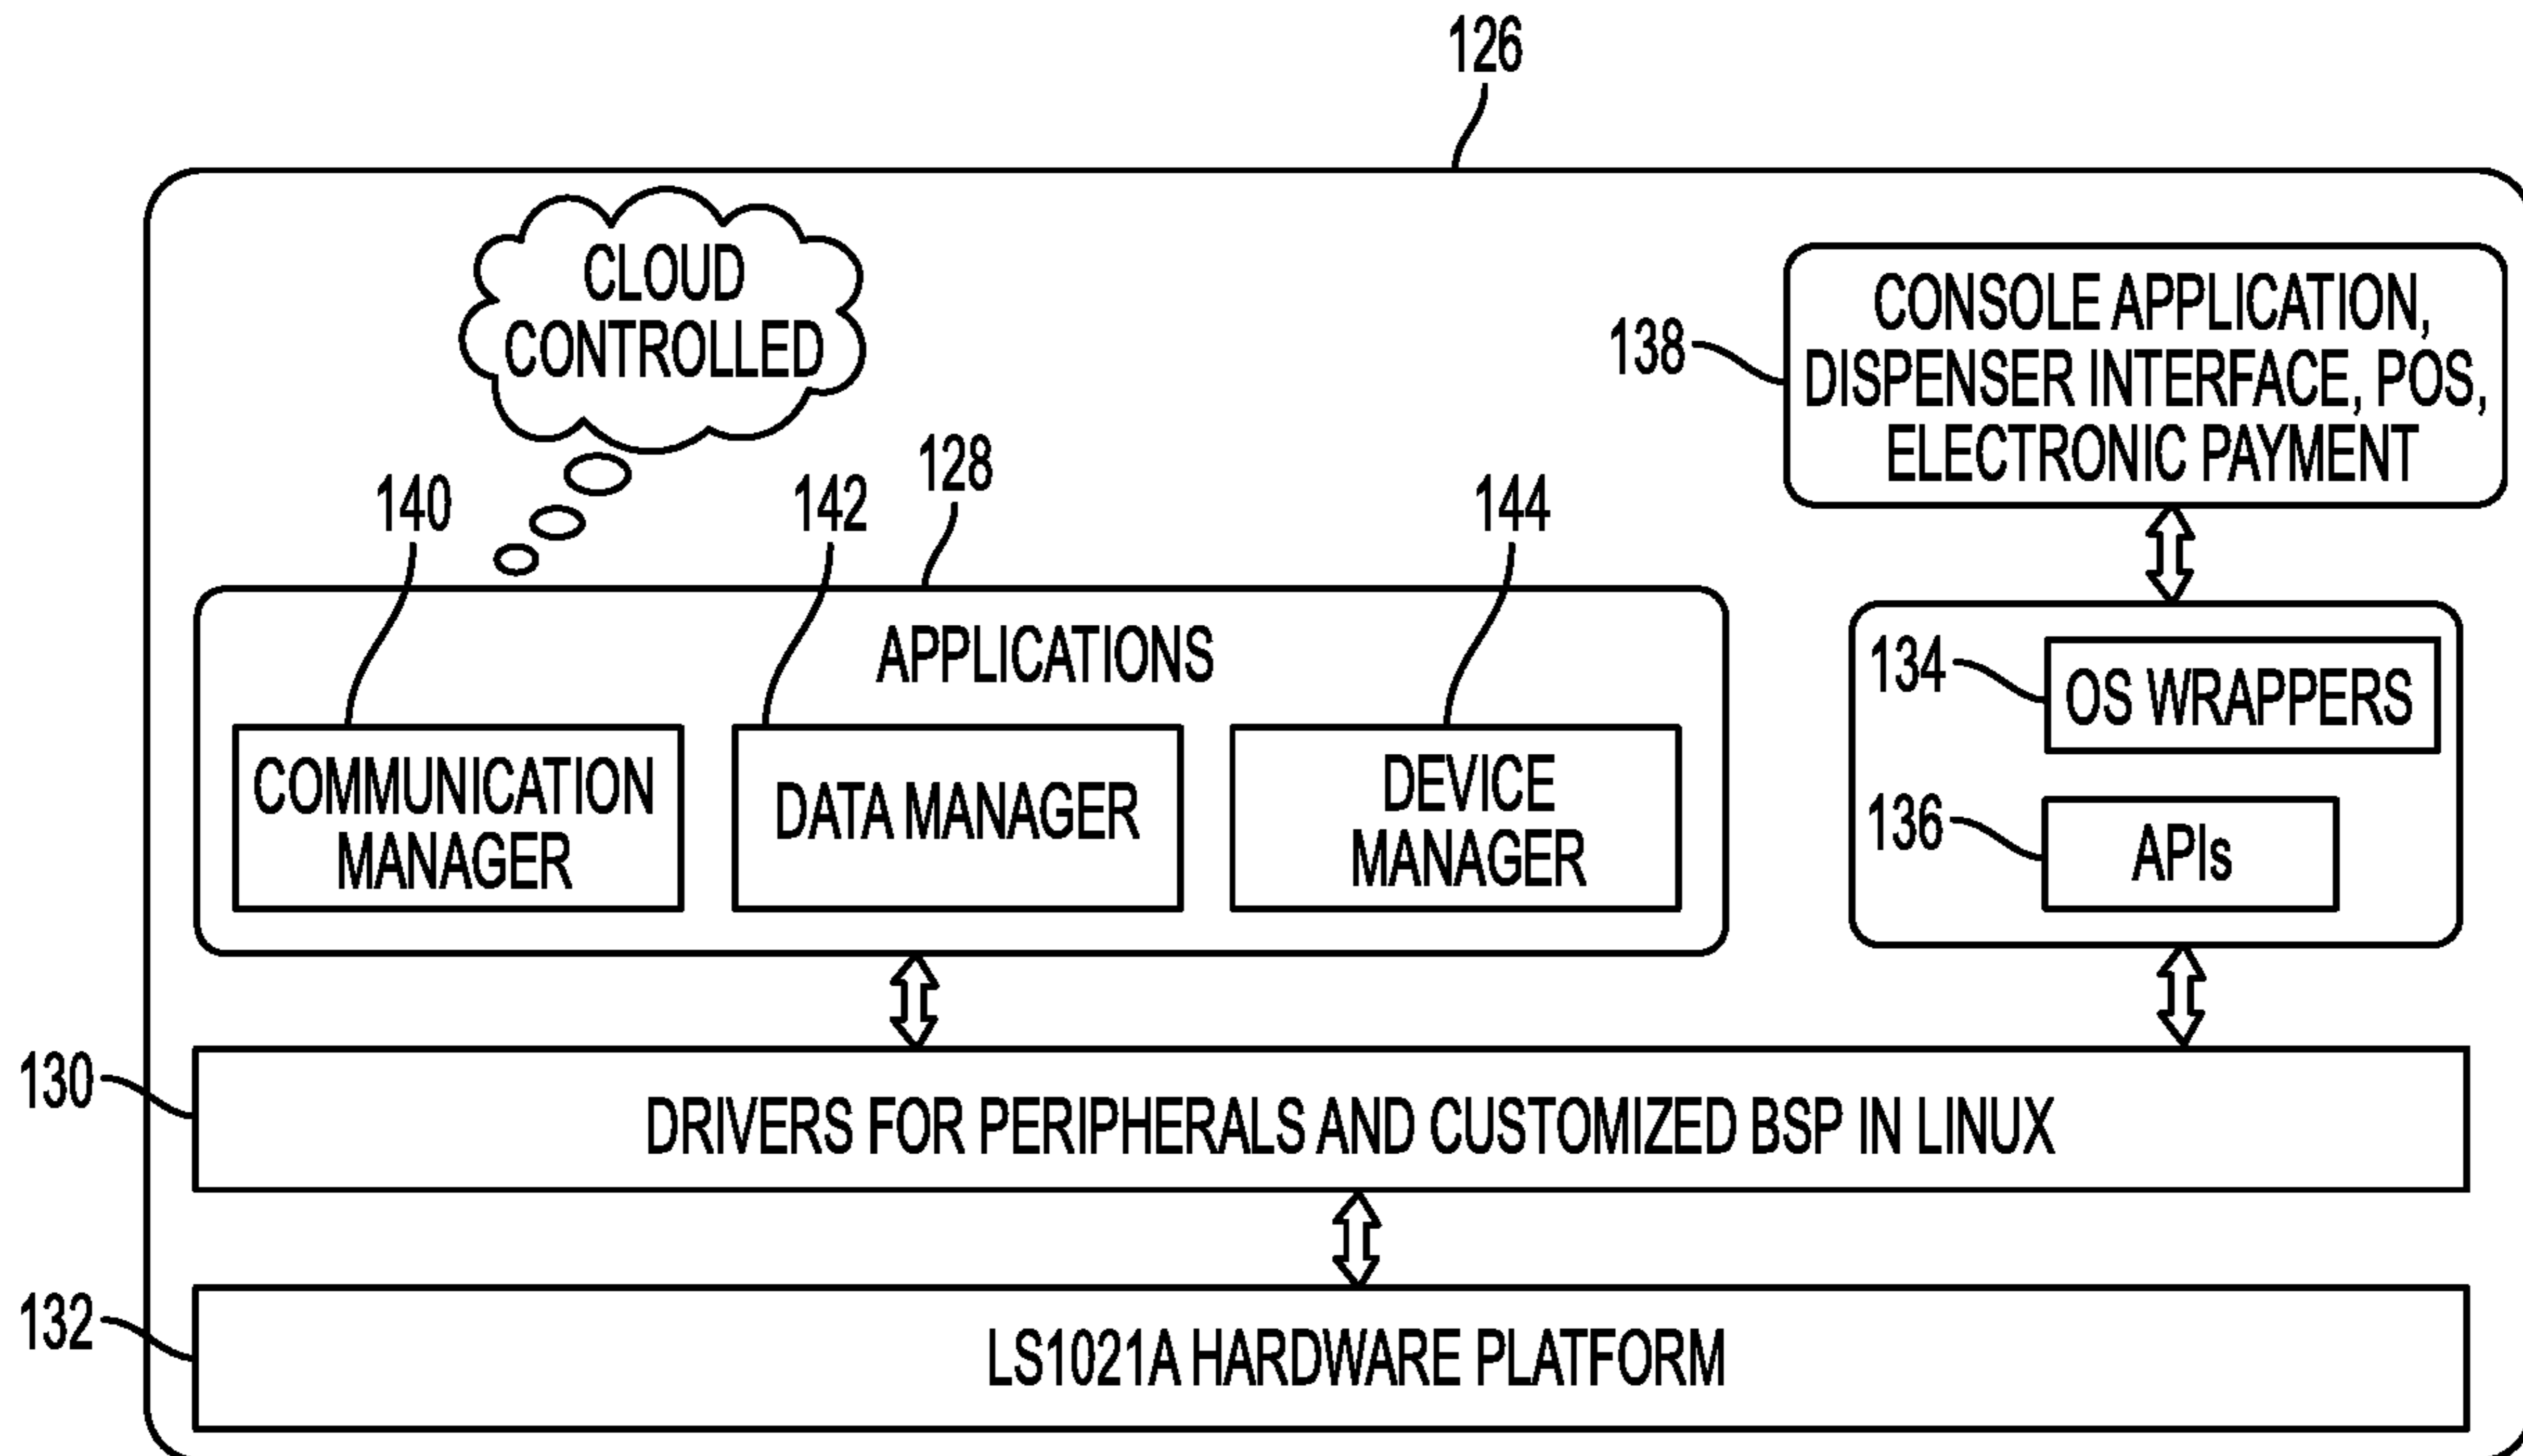 126
CLOUD
CONTROLLED
138
CONSOLE APPLICATION,
DISPENSER INTERFACE, POS,
ELECTRONIC PAYMENT
140
142
128
144
APPLICATIONS
COMMUNICATION
MANAGER
DATA MANAGER
DEVICE
MANAGER
134
OS WRAPPERS
136
APIs
130
DRIVERS FOR PERIPHERALS AND CUSTOMIZED BSP IN LINUX
132
LS1021A HARDWARE PLATFORM